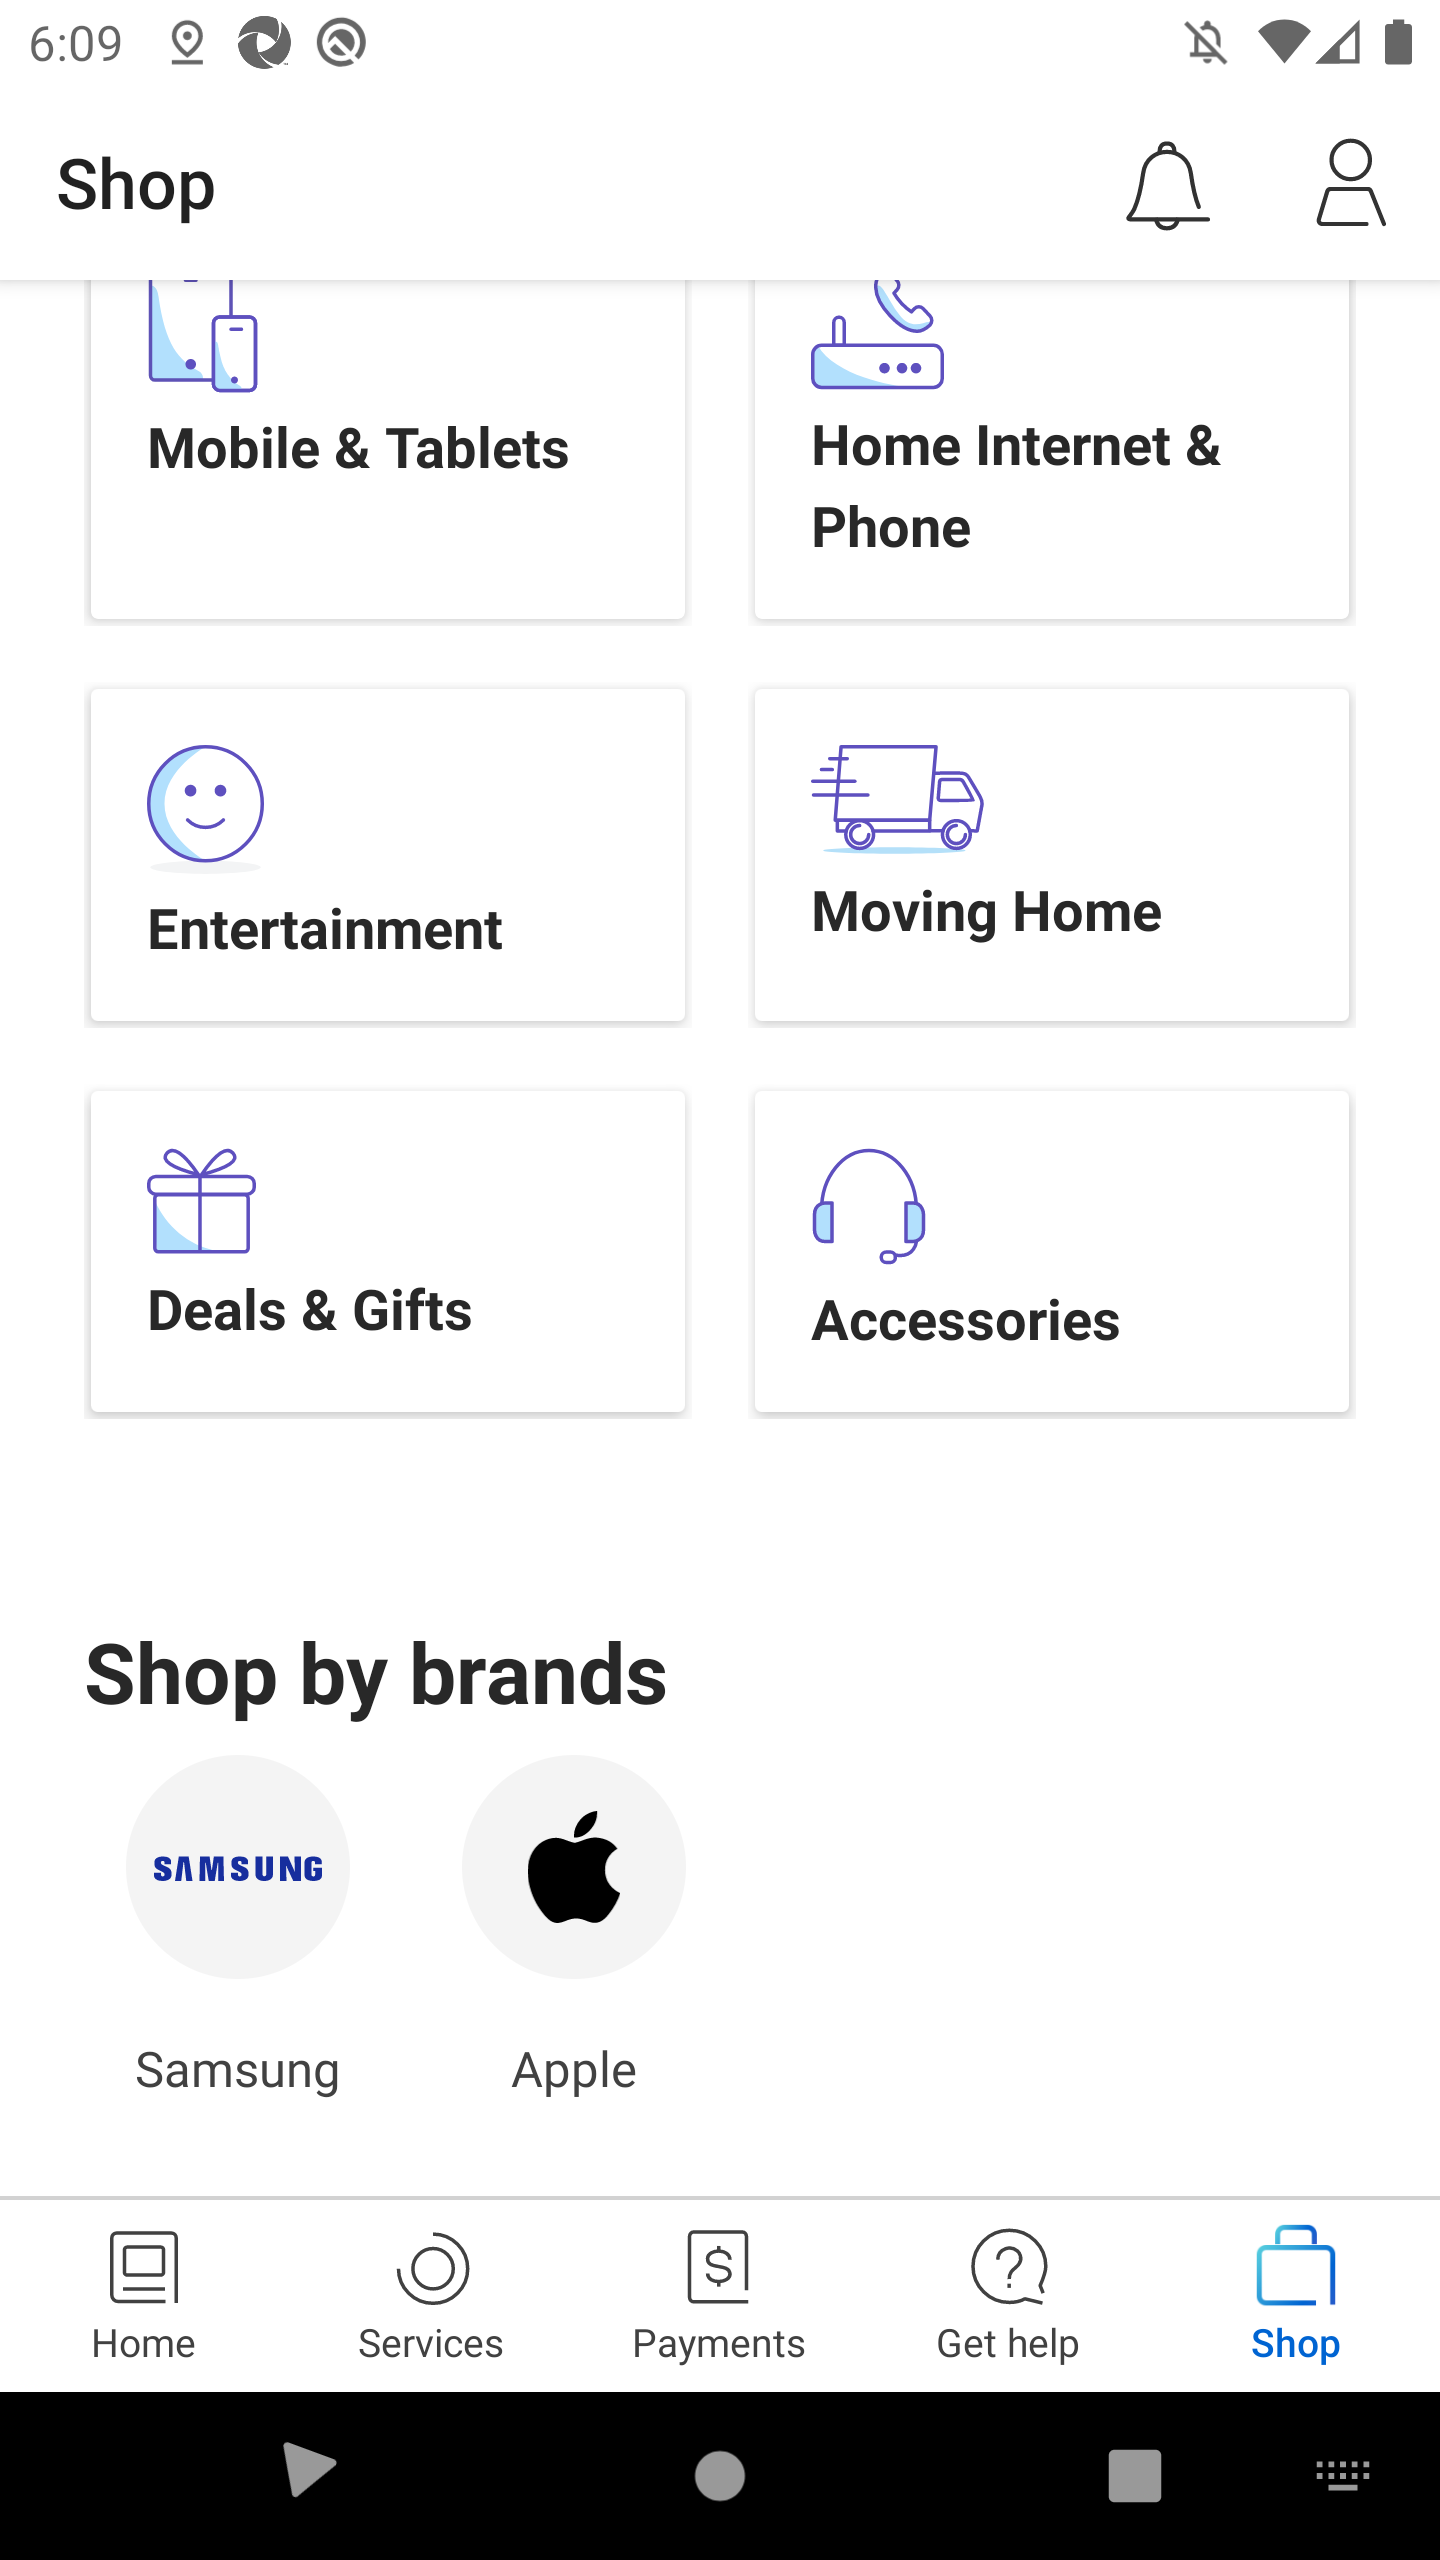 6:09
Shop
Mobile & Tablets
Home Internet &
Phone
Entertainment
Moving Home
Deals & Gifts
Accessories
Shop by brands
SAMSUNG
Samsung
Apple
Home
Services
Payments
Get help
Shop